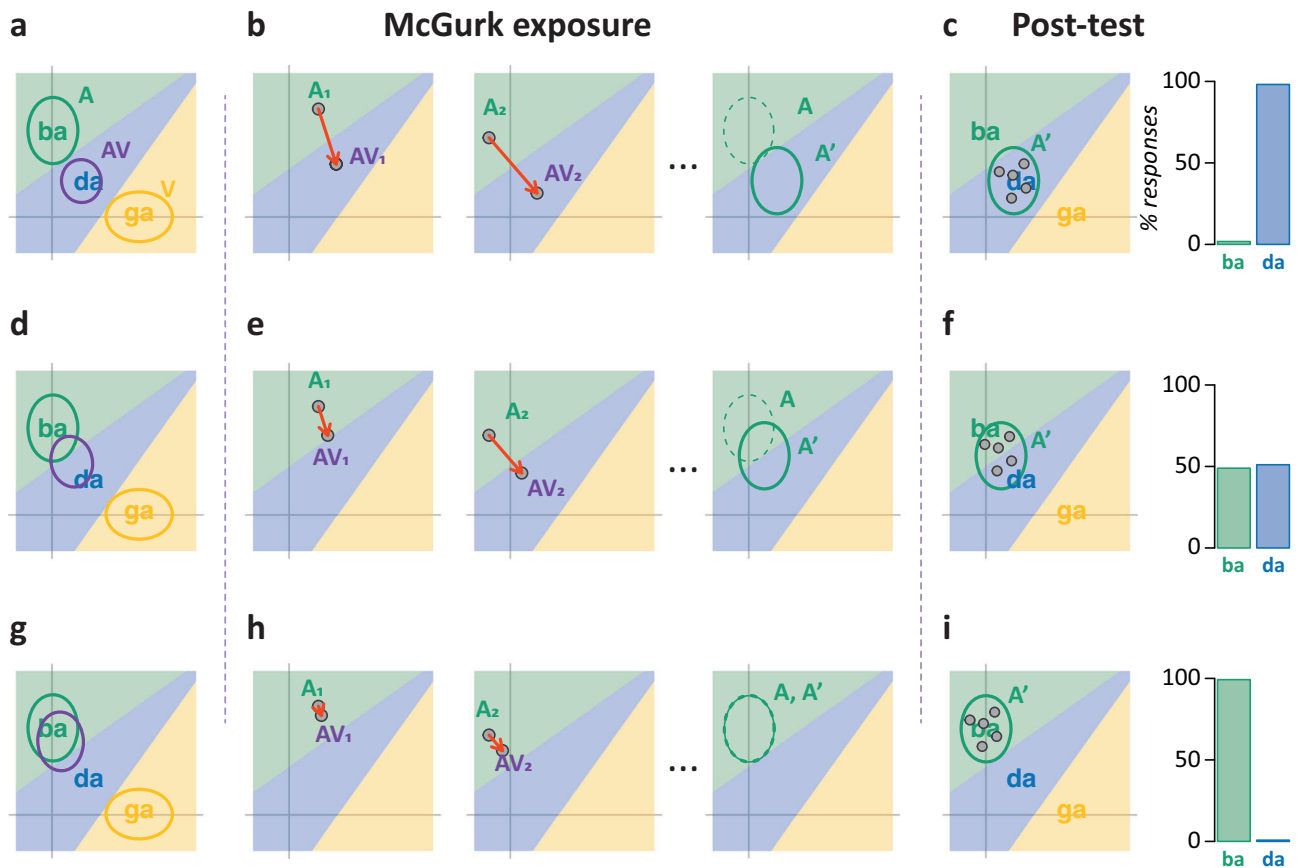 a
b
McGurk exposure
c
Post-test
A
ba
AV
da
V
ga
A₁
AV₁
A₂
AV₂
...
A
A’
ba
A’
da
ga
% responses
100
50
0
ba
da
d
e
f
ba
da
ga
A₁
AV₁
A₂
AV₂
...
A
A’
ba
A’
da
ga
100
50
0
ba
da
g
h
i
ba
da
ga
A₁
AV₁
A₂
AV₂
...
A, A’
A’
ba
da
ga
100
50
0
ba
da